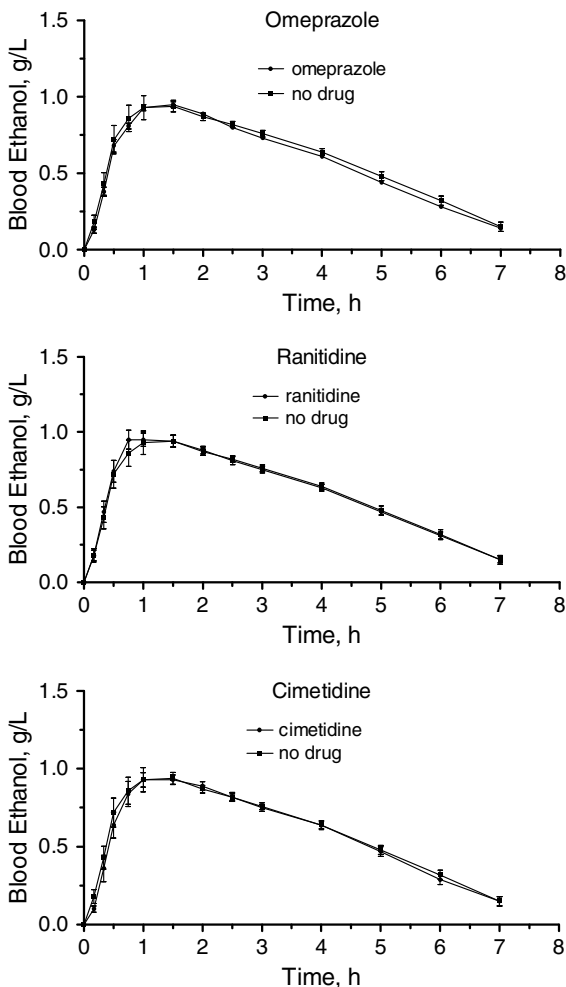 Omeprazole
omeprazole
no drug
Blood Ethanol, g/L
1.5
1.0
0.5
0.0
0 1 2 3 4 5 6 7 8
Time, h
Ranitidine
ranitidine
no drug
Blood Ethanol, g/L
1.5
1.0
0.5
0.0
0 1 2 3 4 5 6 7 8
Time, h
Cimetidine
cimetidine
no drug
Blood Ethanol, g/L
1.5
1.0
0.5
0.0
0 1 2 3 4 5 6 7 8
Time, h